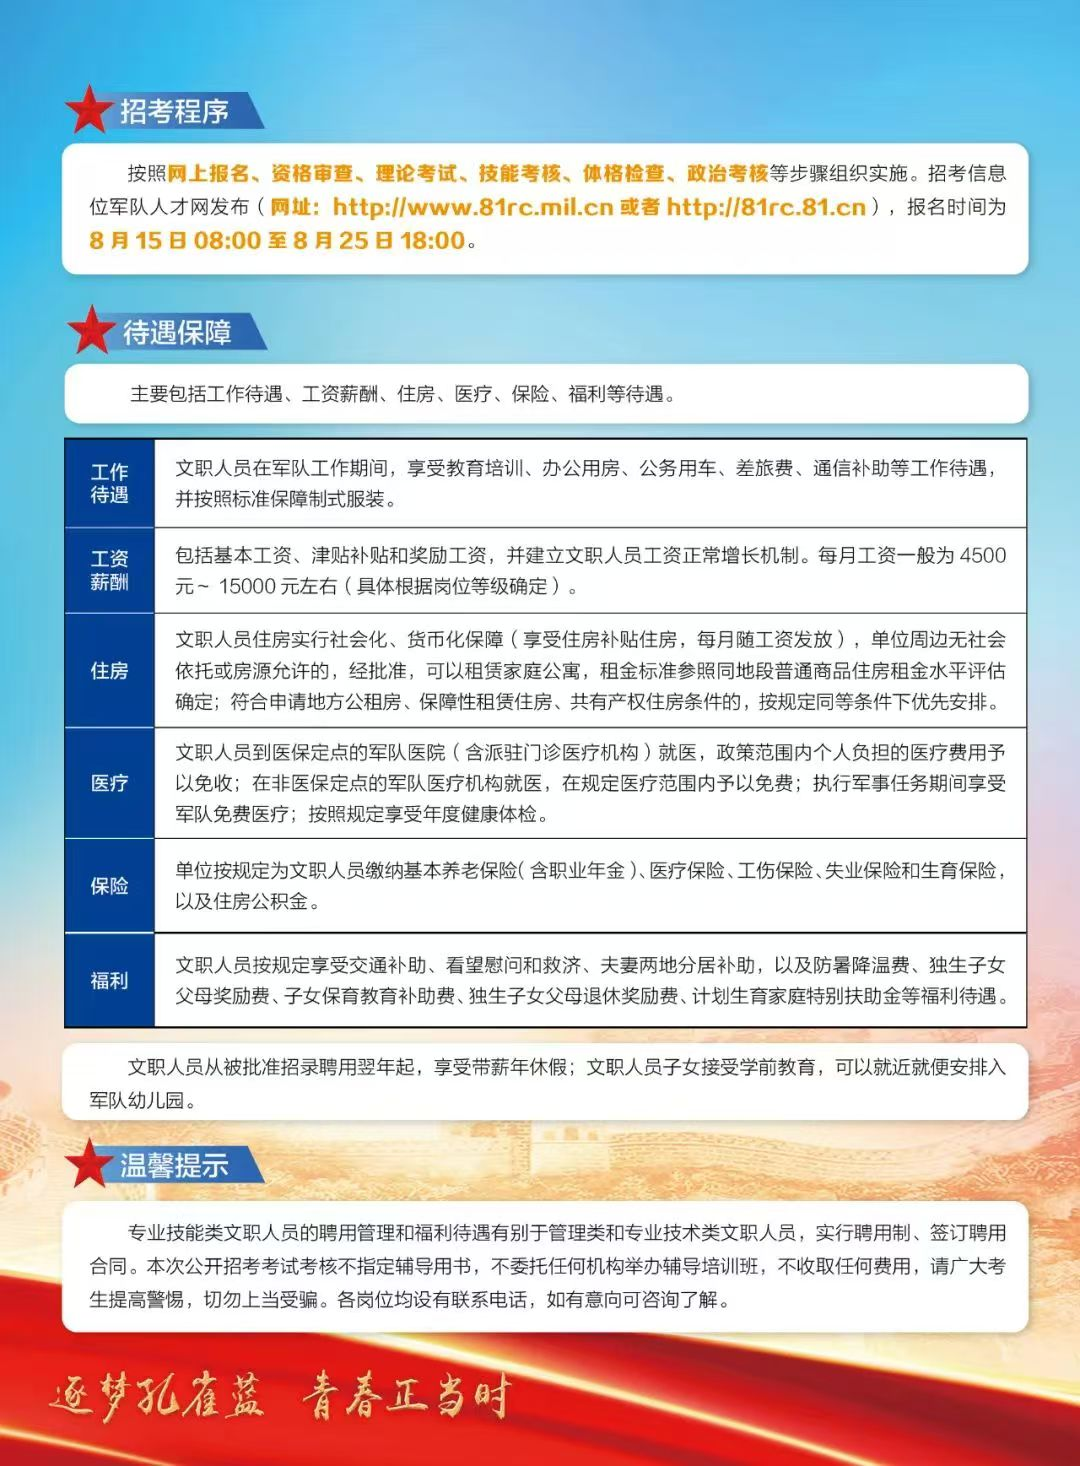 招考程序
按照网上报名、资格审查、理论考试、技能考核、体格检查、政治考核等步骤组织实施。招考信息
位军队人才网发布（网址：http://www.81rc.mil.cn 或者 http://81rc.81.cn），报名时间为
8 月 15 日 08:00 至 8 月 25 日 18:00。
待遇保障
主要包括工作待遇、工资薪酬、住房、医疗、保险、福利等待遇。
工作
待遇
文职人员在军队工作期间，享受教育培训、办公用房、公务用车、差旅费、通信补助等工作待遇，
并按照标准保障制式服装。
工资
薪酬
包括基本工资、津贴补贴和奖励工资，并建立文职人员工资正常增长机制。每月工资一般为 4500
元～ 15000 元左右（具体根据岗位等级确定）。
住房
文职人员住房实行社会化、货币化保障（享受住房补贴住房，每月随工资发放），单位周边无社会
依托或房源允许的，经批准，可以租赁家庭公寓，租金标准参照同地段普通商品住房租金水平评估
确定；符合申请地方公租房、保障性租赁住房、共有产权住房条件的，按规定同等条件下优先安排。
医疗
文职人员到医保定点的军队医院（含派驻门诊医疗机构）就医，政策范围内个人负担的医疗费用予
以免收；在非医保定点的军队医疗机构就医，在规定医疗范围内予以免费；执行军事任务期间享受
军队免费医疗；按照规定享受年度健康体检。
保险
单位按规定为文职人员缴纳基本养老保险（含职业年金）、医疗保险、工伤保险、失业保险和生育保险，
以及住房公积金。
福利
文职人员按规定享受交通补助、看望慰问和救济、夫妻两地分居补助，以及防暑降温费、独生子女
父母奖励费、子女保育教育补助费、独生子女父母退休奖励费、计划生育家庭特别扶助金等福利待遇。
文职人员从被批准招录聘用翌年起，享受带薪年休假；文职人员子女接受学前教育，可以就近就便安排入
军队幼儿园。
温馨提示
专业技能类文职人员的聘用管理和福利待遇有别于管理类和专业技术类文职人员，实行聘用制、签订聘用
合同。本次公开招考考试考核不指定辅导用书，不委托任何机构举办辅导培训班，不收取任何费用，请广大考
生提高警惕，切勿上当受骗。各岗位均设有联系电话，如有意向可咨询了解。
逐梦孔雀蓝 青春正当时